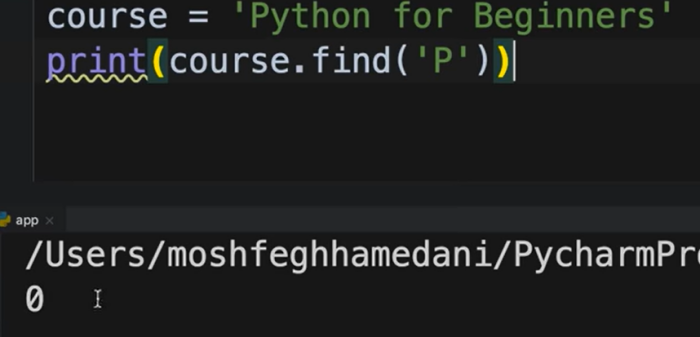 course = 'Python for Beginners'
print(course.find('P'))
app
/Users/moshfeghhamedani/PycharmPr
0